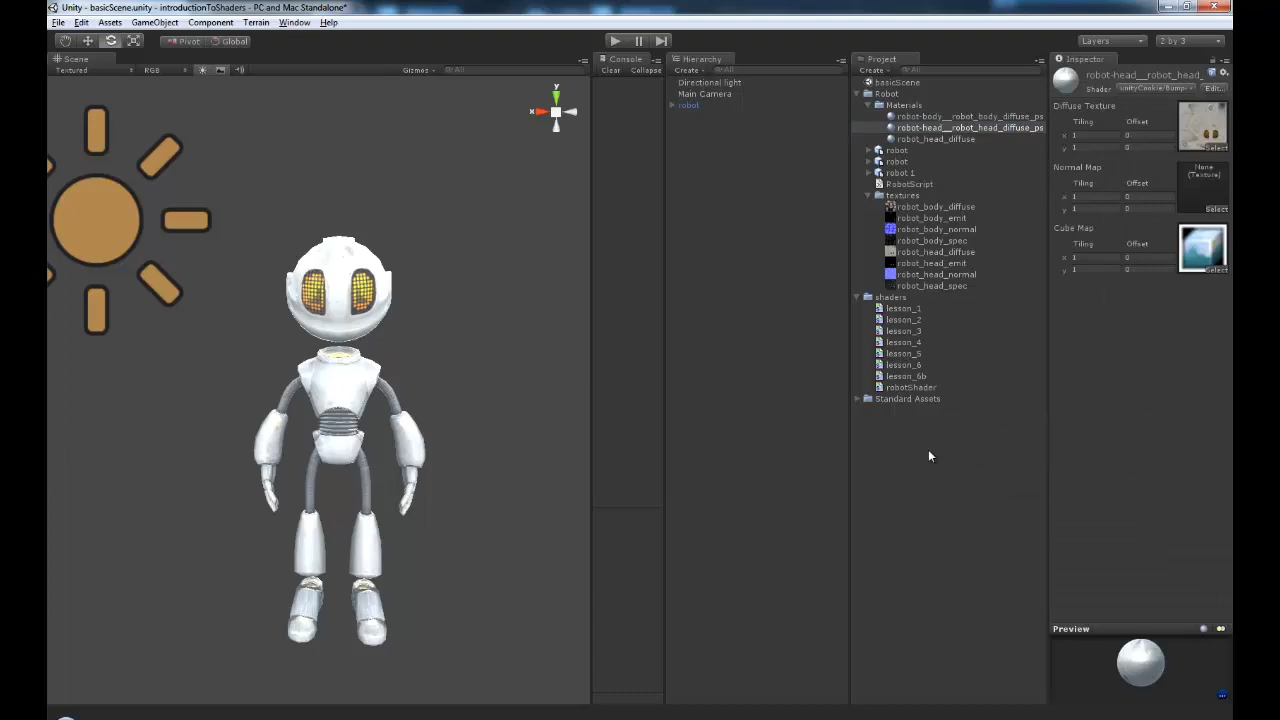 Unity - basicScene.unity - introductionToShaders - PC and Mac Standalone*
File Edit Assets GameObject Component Terrain Window Help
Pivot Global Layers 2 by 3
Scene Console Hierarchy Project Inspector
Textured RGB Gizmos All Clear Collapse Create All Create All
robot-head__robot_head_
Shader UnityCookie/Bump Edit...
Directional light
Main Camera
robot
basicScene
Robot
Materials
robot-body__robot_body_diffuse_ps
robot-head__robot_head_diffuse_ps
robot_head_diffuse
robot
robot
robot 1
RobotScript
textures
robot_body_diffuse
robot_body_emit
robot_body_normal
robot_body_spec
robot_head_diffuse
robot_head_emit
robot_head_normal
robot_head_spec
shaders
lesson_1
lesson_2
lesson_3
lesson_4
lesson_5
lesson_6
lesson_6b
robotShader
Standard Assets
Diffuse Texture
Tiling Offset
x 1 0
y 1 0
Select
Normal Map
None
(Texture)
Tiling Offset
x 1 0
y 1 0
Select
Cube Map
Tiling Offset
x 1 0
y 1 0
Select
Preview
y
x